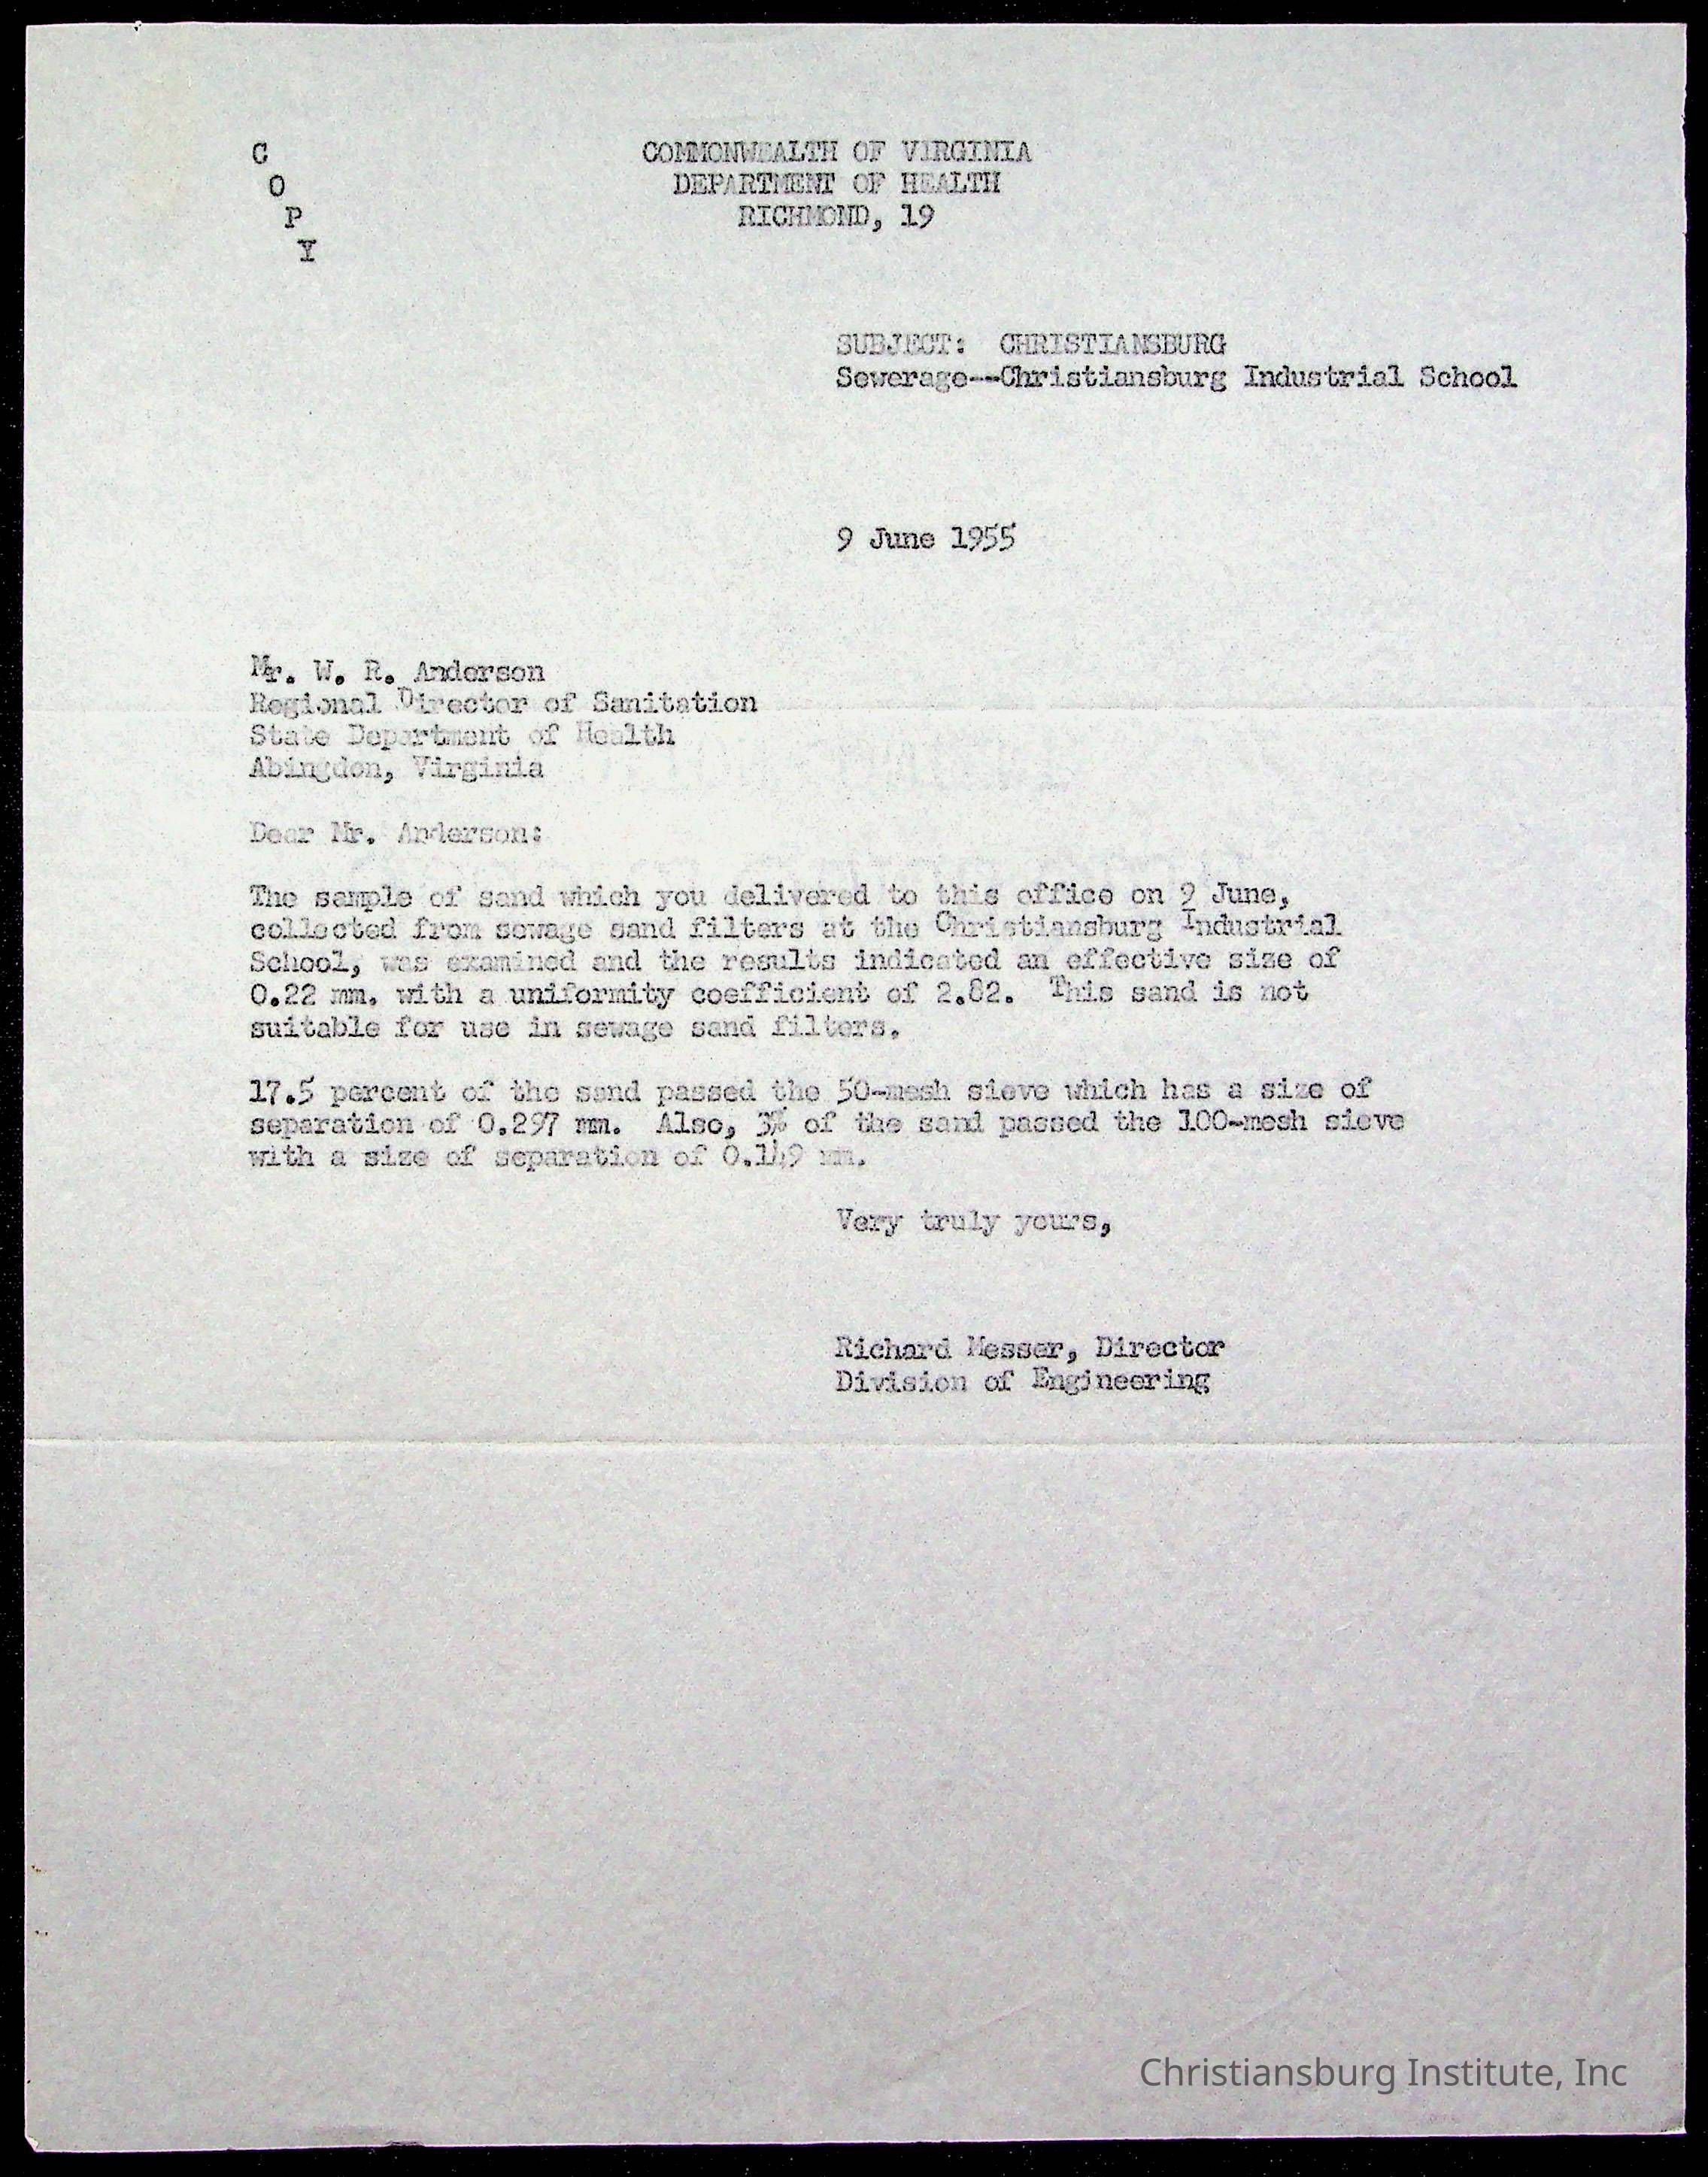 C
O
P
Y
COMMONWEALTH OF VIRGINIA
DEPARTMENT OF HEALTH
RICHMOND, 19
SUBJECT: CHRISTIANSBURG
Sewerage--Christiansburg Industrial School
9 June 1955
Mr. W. R. Anderson
Regional Director of Sanitation
State Department of Health
Abingdon, Virginia
Dear Mr. Anderson:
The sample of sand which you delivered to this office on 9 June,
collected from sewage sand filters at the Christiansburg Industrial
School, was examined and the results indicated an effective size of
0.22 mm. with a uniformity coefficient of 2.82. This sand is not
suitable for use in sewage sand filters.
17.5 percent of the sand passed the 50-mesh sieve which has a size of
separation of 0.297 mm. Also, 3% of the sand passed the 100-mesh sieve
with a size of separation of 0.149 mm.
Very truly yours,
Richard Messer, Director
Division of Engineering
Christiansburg Institute, Inc